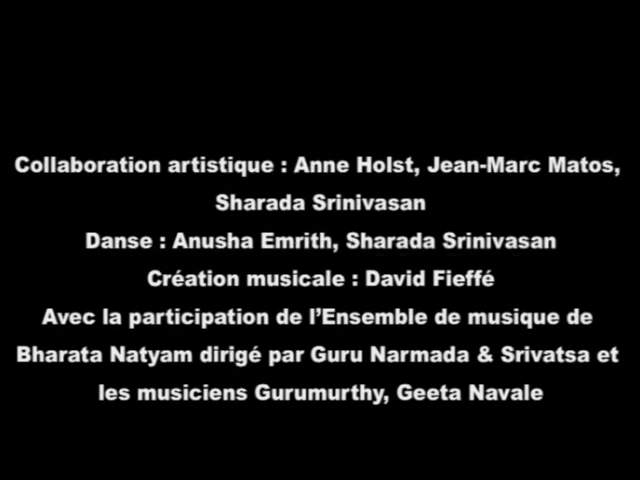 Collaboration artistique : Anne Holst, Jean-Marc Matos,
Sharada Srinivasan
Danse : Anusha Emrith, Sharada Srinivasan
Création musicale : David Fieffé
Avec la participation de l’Ensemble de musique de
Bharata Natyam dirigé par Guru Narmada & Srivatsa et
les musiciens Gurumurthy, Geeta Navale